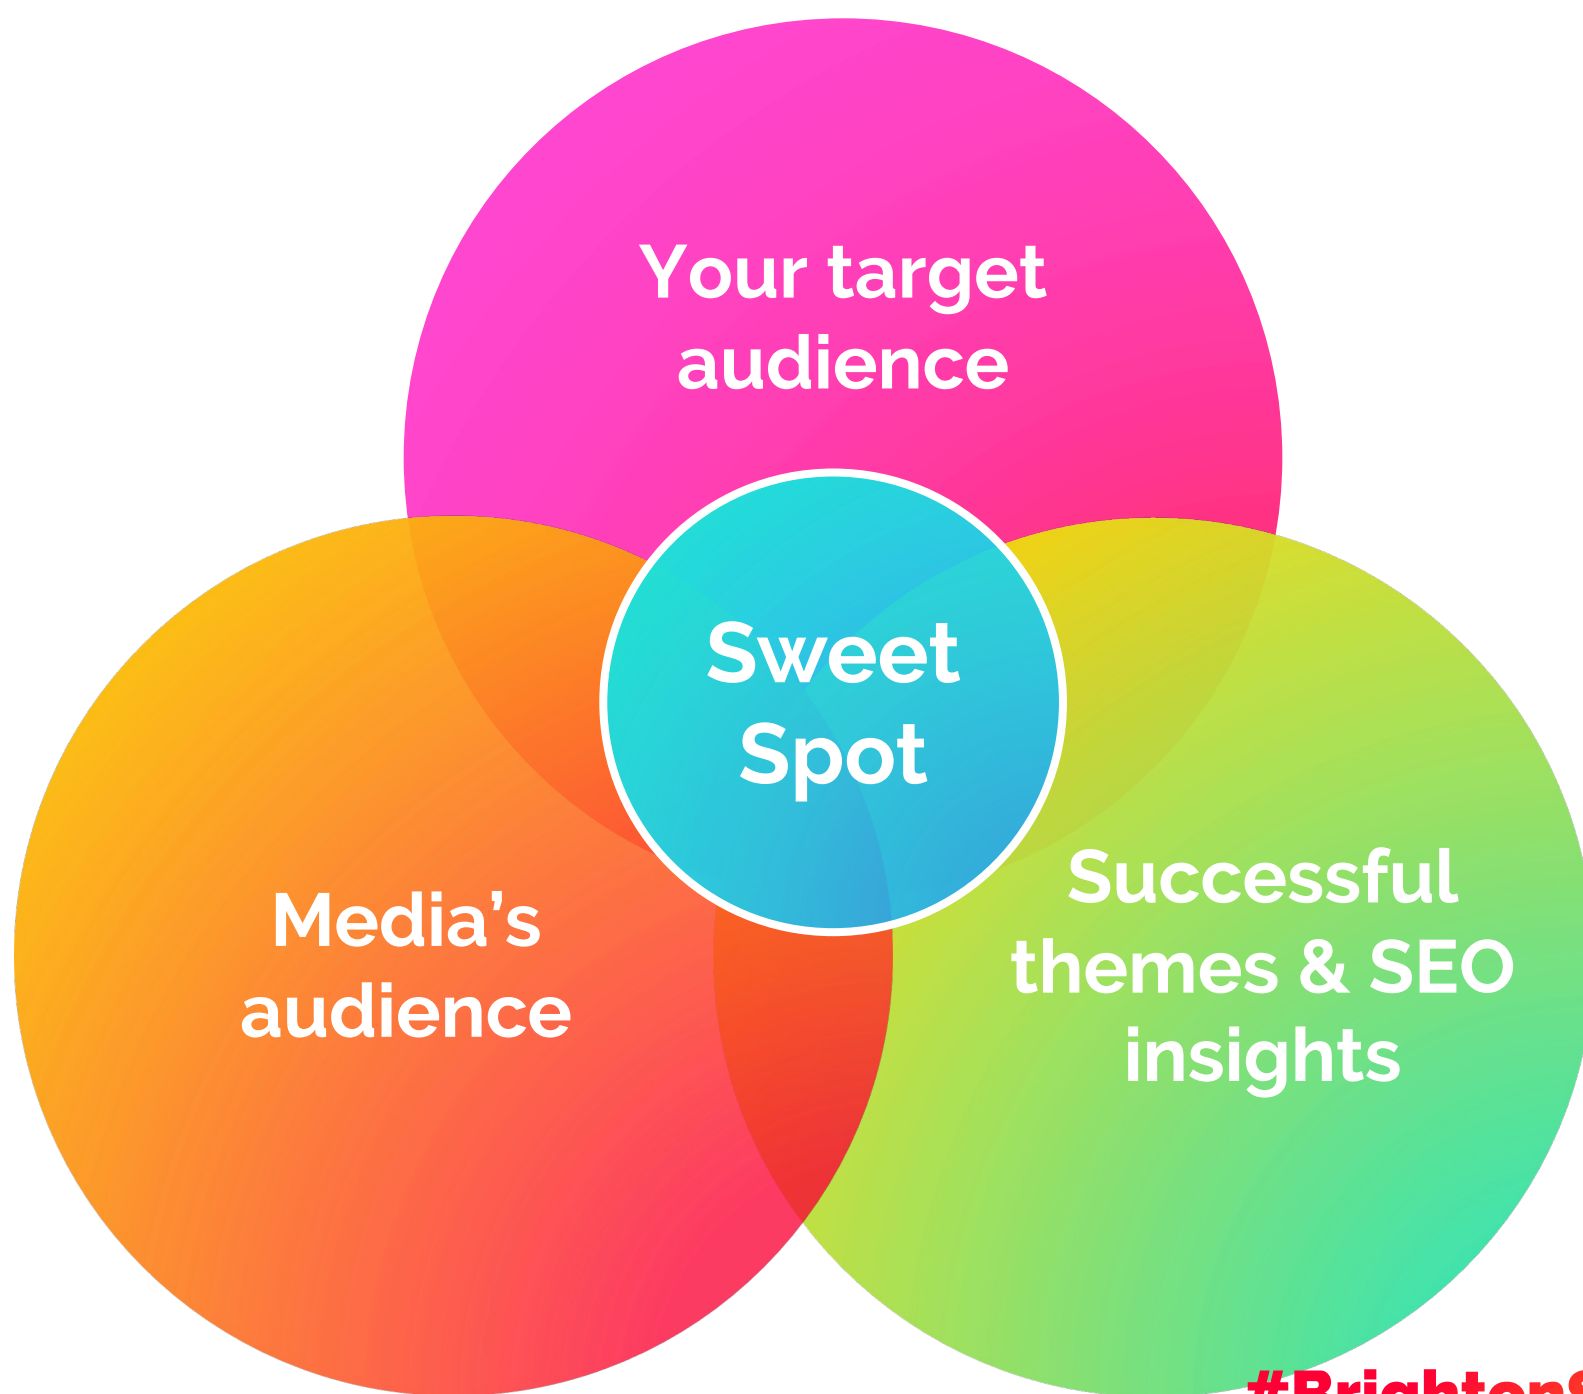 Your target
audience
Sweet
Spot
Media’s
audience
Successful
themes & SEO
insights